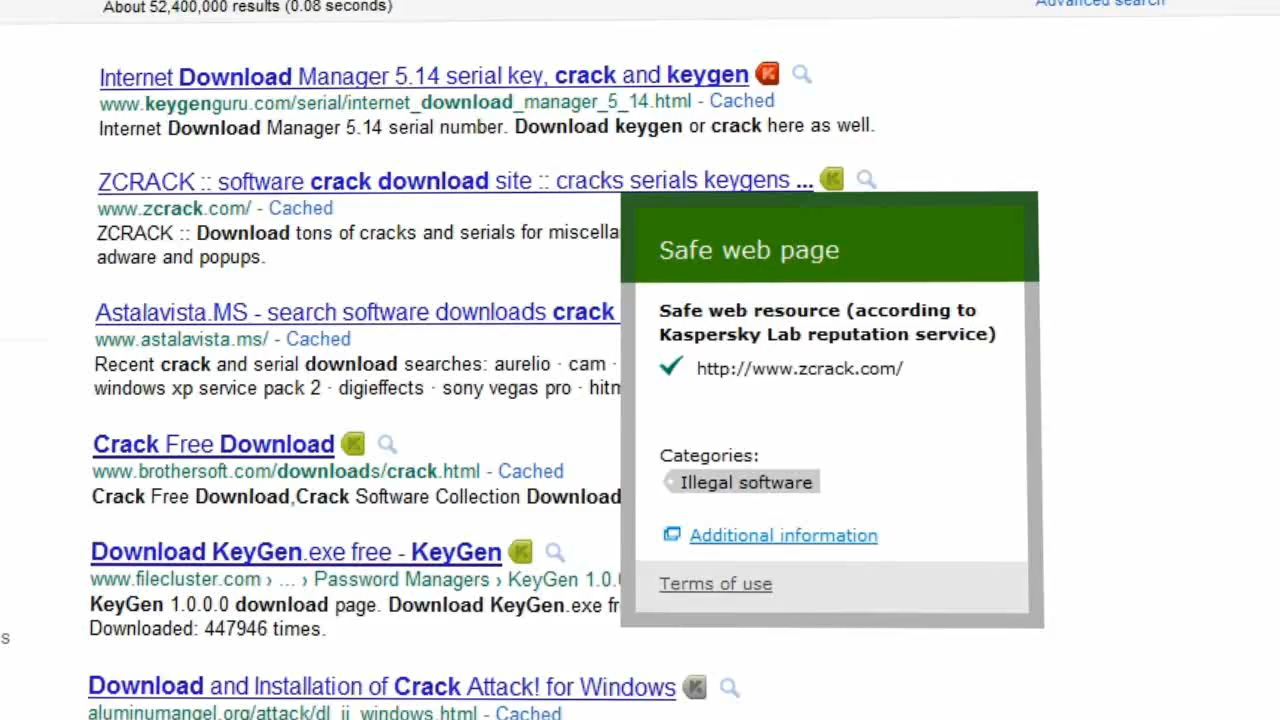 About 52,400,000 results (0.08 seconds)
Advanced search
Internet Download Manager 5.14 serial key, crack and keygen
www.keygenguru.com/serial/internet_download_manager_5_14.html - Cached
Internet Download Manager 5.14 serial number. Download keygen or crack here as well.
ZCRACK :: software crack download site :: cracks serials keygens ...
www.zcrack.com/ - Cached
ZCRACK :: Download tons of cracks and serials for miscella
adware and popups.
Astalavista.MS - search software downloads crack
www.astalavista.ms/ - Cached
Recent crack and serial download searches: aurelio · cam ·
windows xp service pack 2 · digieffects · sony vegas pro · hitm
Crack Free Download
www.brothersoft.com/downloads/crack.html - Cached
Crack Free Download,Crack Software Collection Download
Download KeyGen.exe free - KeyGen
www.filecluster.com › ... › Password Managers › KeyGen 1.0.0
KeyGen 1.0.0.0 download page. Download KeyGen.exe fr
Downloaded: 447946 times.
Download and Installation of Crack Attack! for Windows
aluminumangel.org/attack/dl_ii_windows.html - Cached
s
Safe web page
Safe web resource (according to
Kaspersky Lab reputation service)
http://www.zcrack.com/
Categories:
Illegal software
Additional information
Terms of use